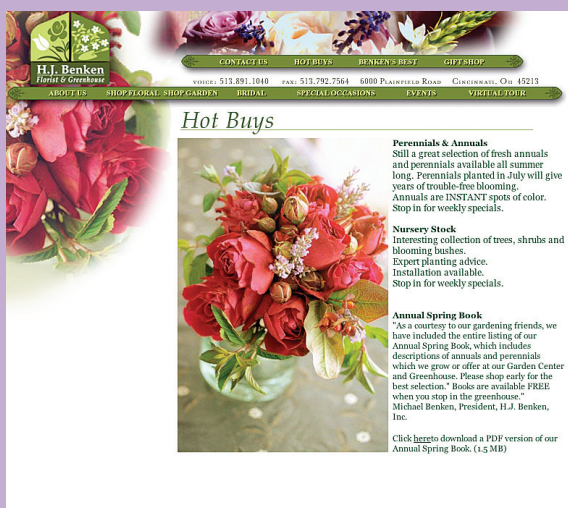 H.J. Benken
Florist & Greenhouse
CONTACT US HOT BUYS BENKEN'S BEST GIFT SHOP
VOICE: 513.891.1040 FAX: 513.792.7564 6000 PLAINFIELD ROAD CINCINNATI, OH 45213
ABOUT US SHOP FLORAL SHOP GARDEN BRIDAL SPECIAL OCCASIONS EVENTS VIRTUAL TOUR
Hot Buys
Perennials & Annuals
Still a great selection of fresh annuals
and perennials available all summer
long. Perennials planted in July will give
years of trouble-free blooming.
Annuals are INSTANT spots of color.
Stop in for weekly specials.
Nursery Stock
Interesting collection of trees, shrubs and
blooming bushes.
Expert planting advice.
Installation available.
Stop in for weekly specials.
Annual Spring Book
"As a courtesy to our gardening friends, we
have included the entire listing of our
Annual Spring Book, which includes
descriptions of annuals and perennials
which we grow or offer at our Garden Center
and Greenhouse. Please shop early for the
best selection." Books are available FREE
when you stop in the greenhouse."
Michael Benken, President, H.J. Benken,
Inc.
Click hereto download a PDF version of our
Annual Spring Book. (1.5 MB)